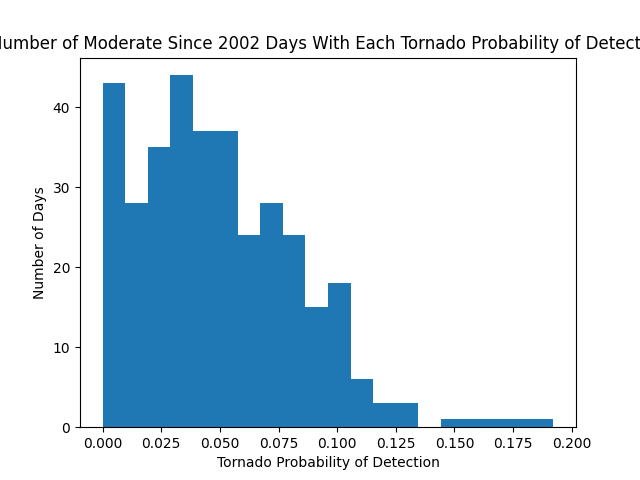 umber of Moderate Since 2002 Days With Each Tornado Probability of Detect
40
30
20
10
0
Number of Days
0.000 0.025 0.050 0.075 0.100 0.125 0.150 0.175 0.200
Tornado Probability of Detection